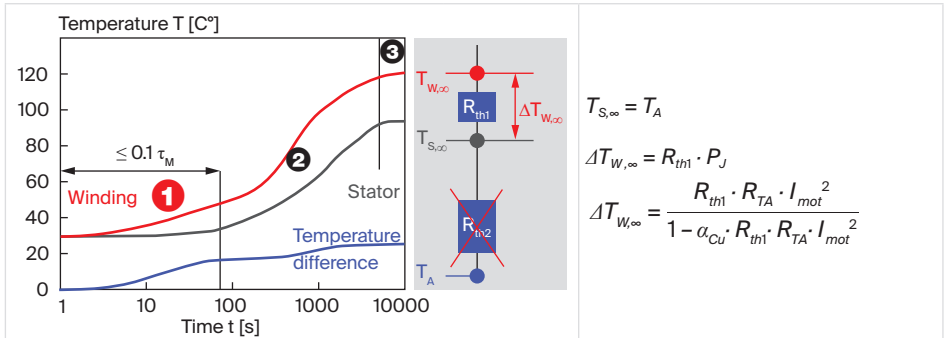 Temperature T [C°]
120
100
80
60
40
20
0
1
10
100
1000
10000
Time t [s]
≤ 0.1 τM
Winding
1
2
3
Stator
Temperature
difference
TW,∞
Rth1
ΔTW,∞
TS,∞
Rth2
TA
TS,∞ = TA
ΔTW,∞ = Rth1 · PJ
ΔTW,∞ = Rth1 · RTA · Imot² / 1 – αCu · Rth1 · RTA · Imot²